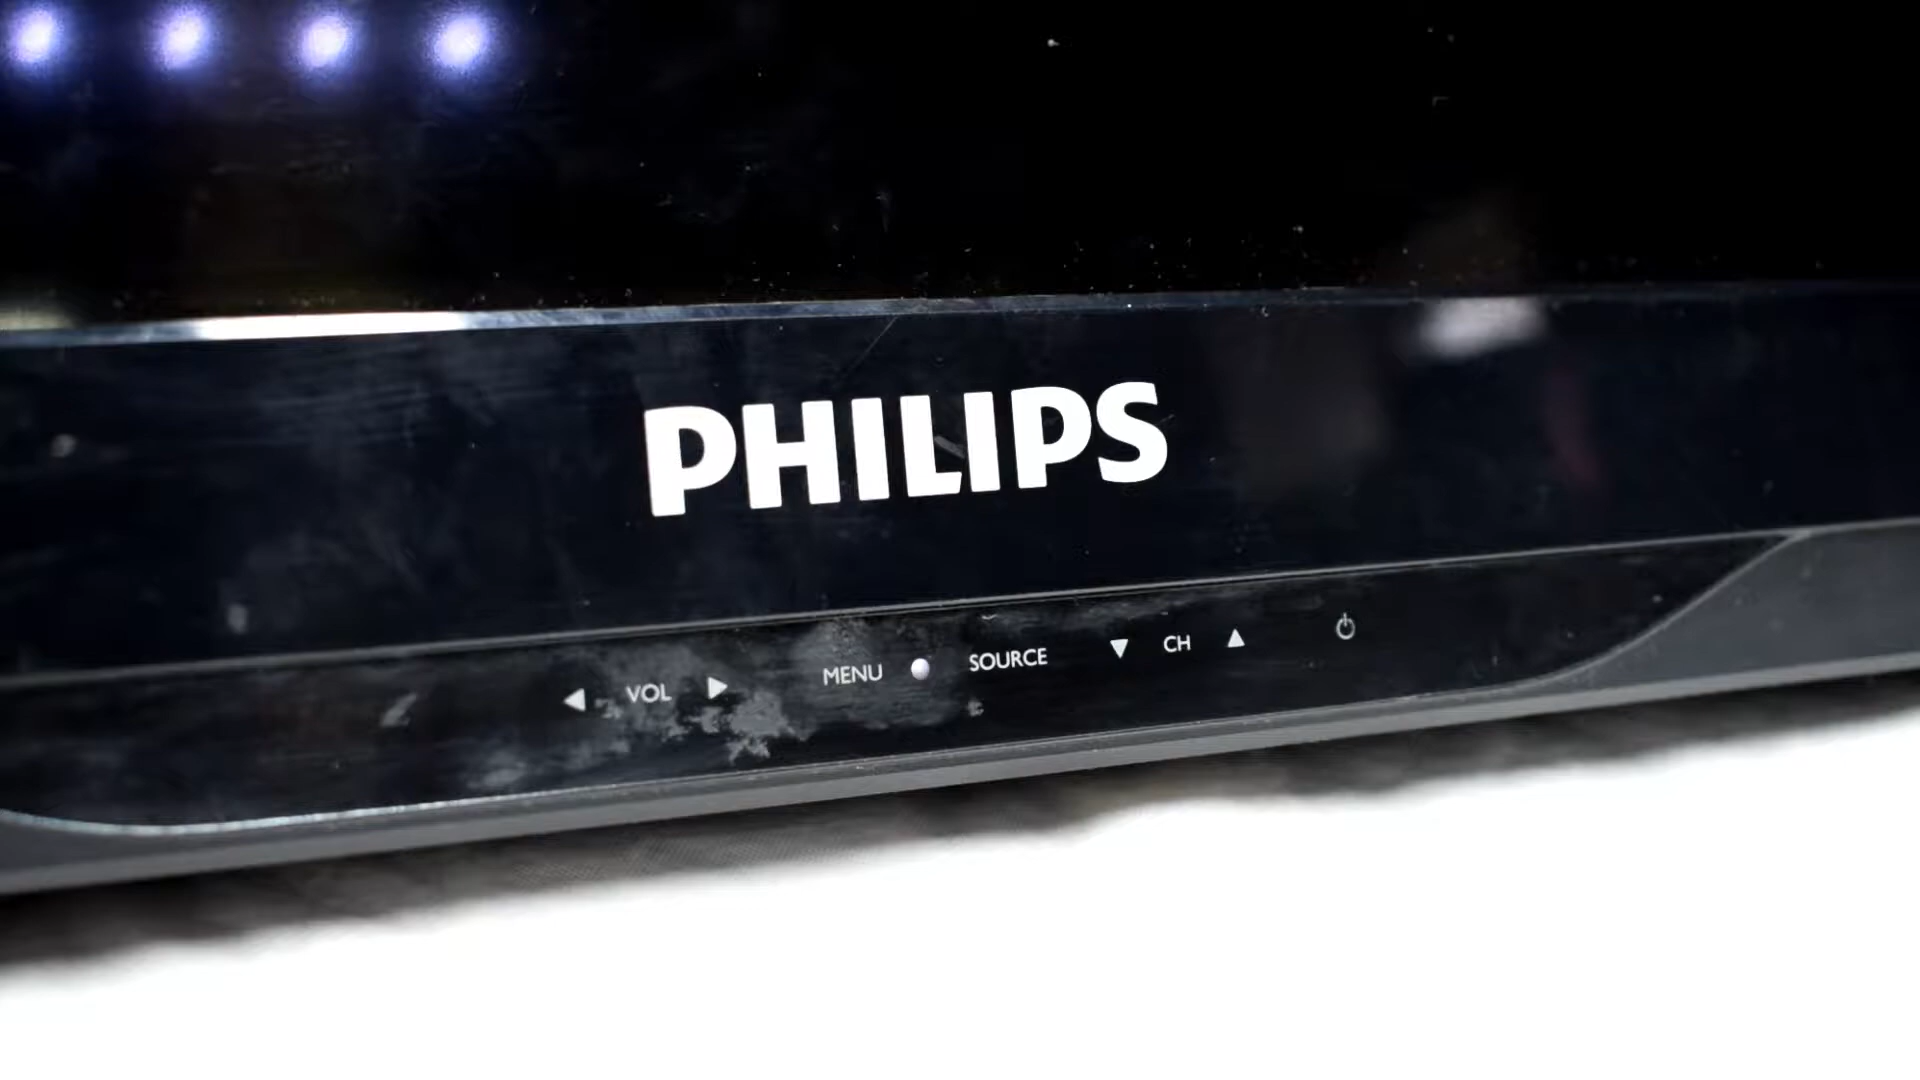 PHILIPS
◀ VOL ▶ MENU SOURCE ▼ CH ▲